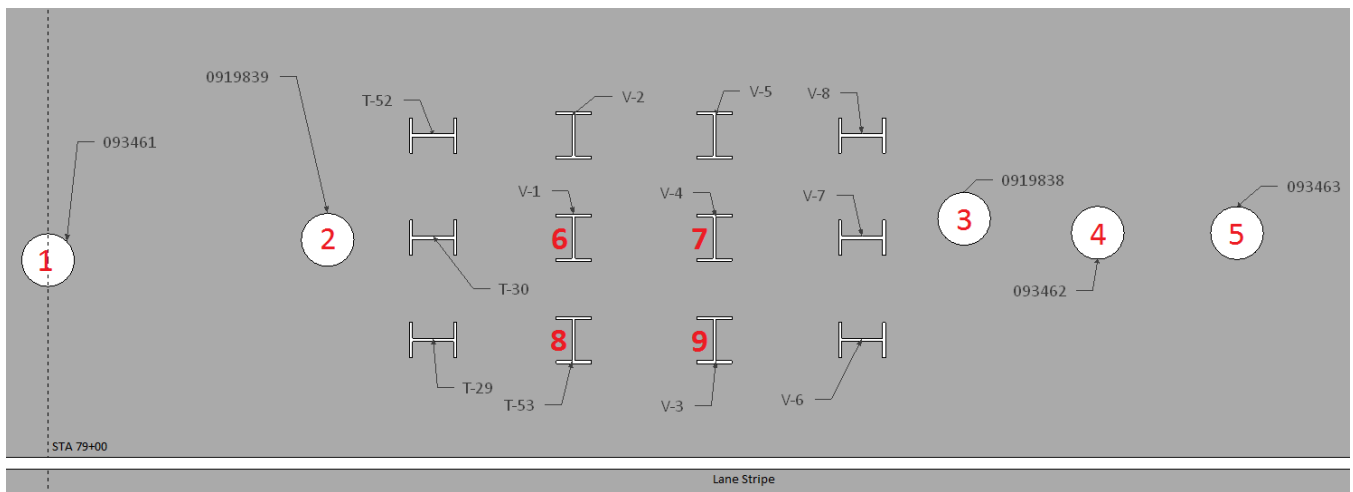 0919839
T-52
V-2
V-5
V-8
093461
V-1
V-4
V-7
0919838
093463
1
2
6
7
3
4
5
T-30
093462
8
9
T-29
T-53
V-3
V-6
STA 79+00
Lane Stripe